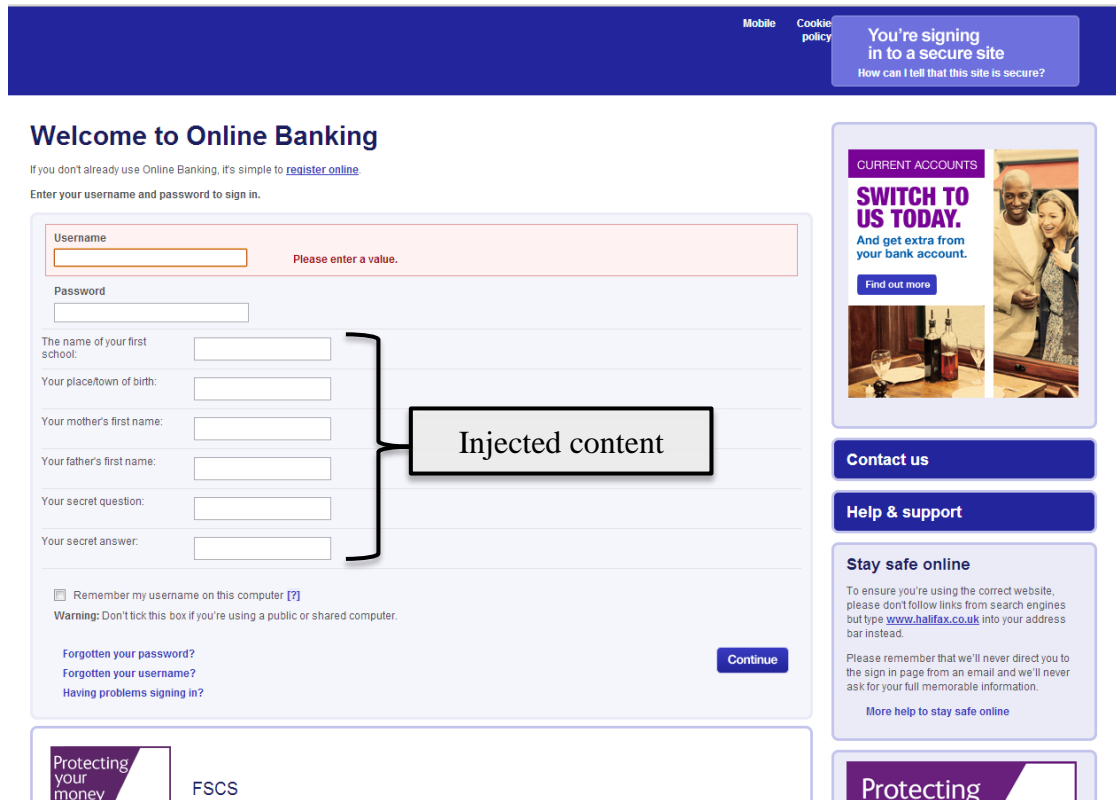 Mobile
Cookie
policy
You're signing
in to a secure site
How can I tell that this site is secure?
Welcome to Online Banking
If you don't already use Online Banking, it's simple to register online.
Enter your username and password to sign in.
Username
Please enter a value.
Password
The name of your first
school:
Your place/town of birth:
Your mother's first name:
Your father's first name:
Your secret question:
Your secret answer:
Injected content
Remember my username on this computer [?]
Warning: Don't tick this box if you're using a public or shared computer.
Forgotten your password?
Forgotten your username?
Having problems signing in?
Continue
Protecting
your
money
FSCS
CURRENT ACCOUNTS
SWITCH TO
US TODAY.
And get extra from
your bank account.
Find out more
Contact us
Help & support
Stay safe online
To ensure you're using the correct website,
please don't follow links from search engines
but type www.halifax.co.uk into your address
bar instead.
Please remember that we'll never direct you to
the sign in page from an email and we'll never
ask for your full memorable information.
More help to stay safe online
Protecting